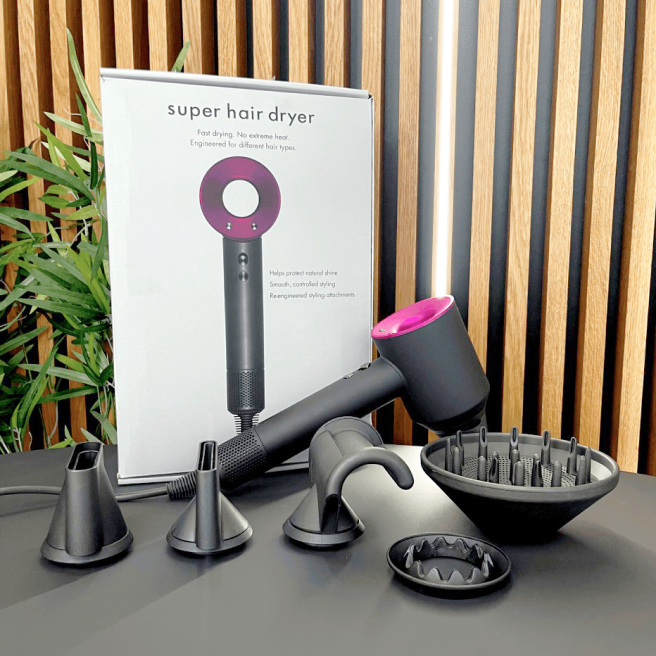 super hair dryer
Fast drying. No extreme heat.
Engineered for different hair types.
Helps protect natural shine
Smooth, controlled styling
Re-engineered styling-attachments